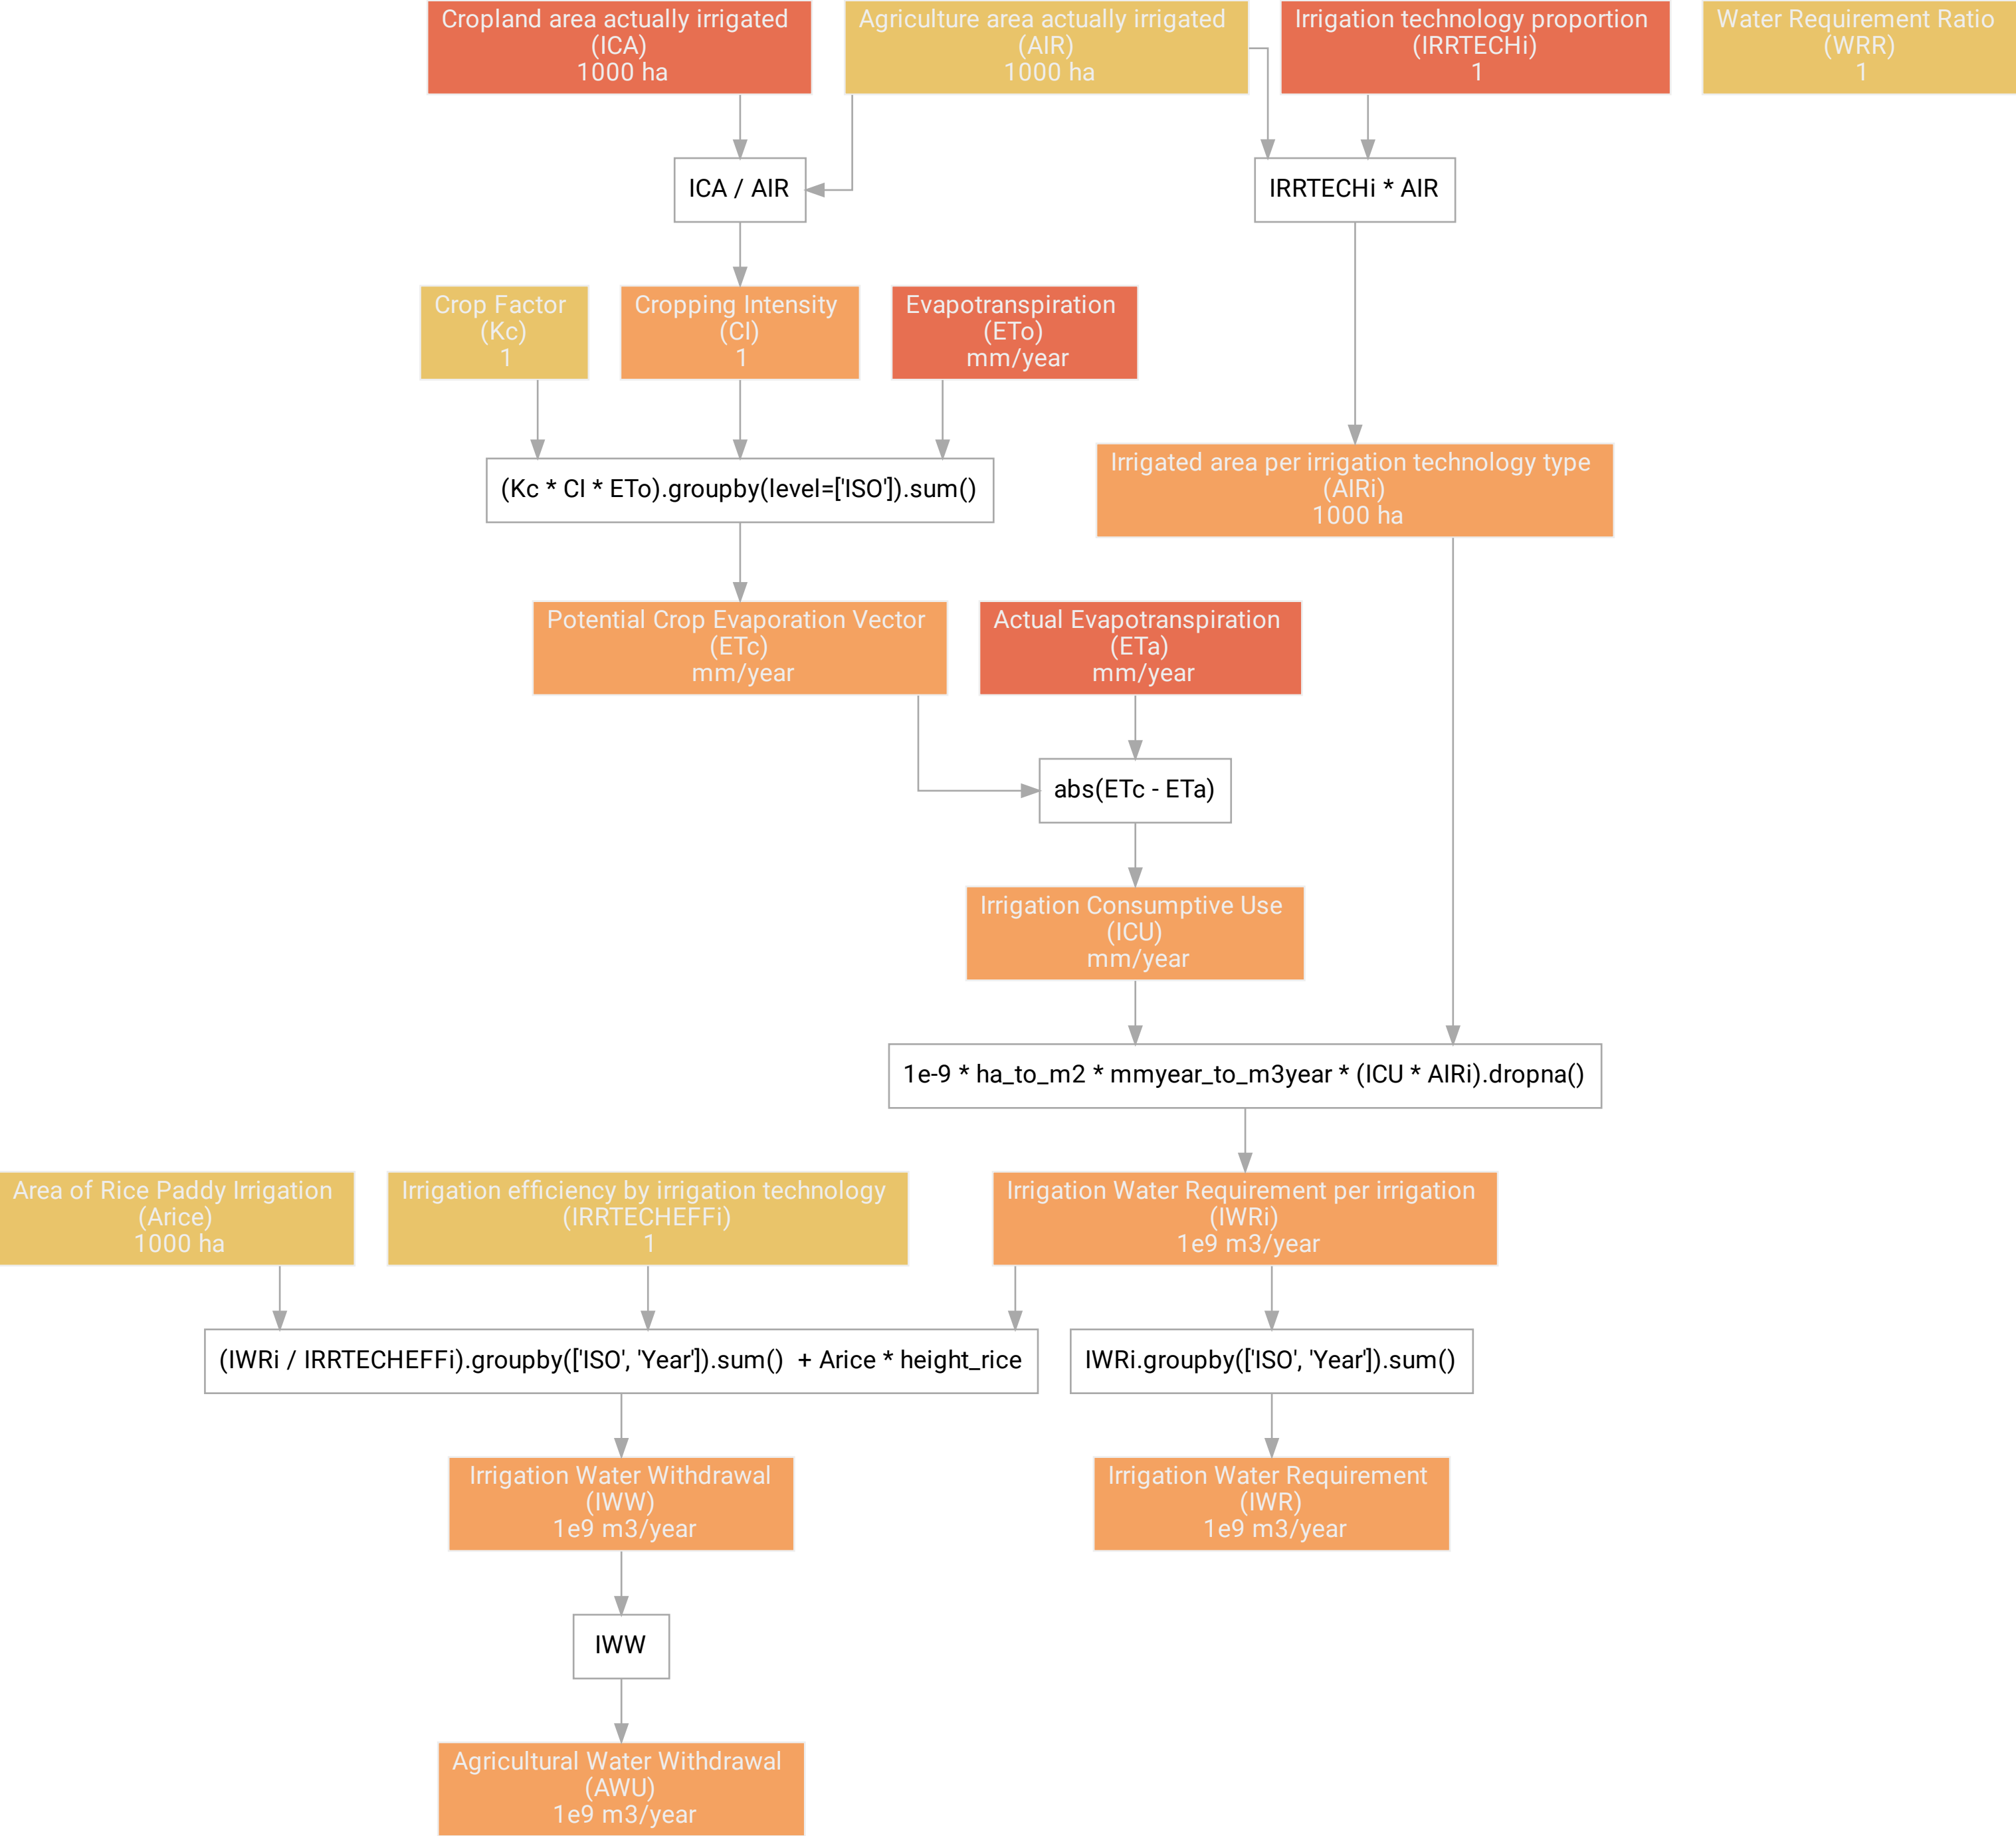 Cropland area actually irrigated
(ICA)
1000 ha
Agriculture area actually irrigated
(AIR)
1000 ha
Irrigation technology proportion
(IRRTECHi)
1
Water Requirement Ratio
(WRR)
1
ICA / AIR
IRRTECHi * AIR
Crop Factor
(Kc)
1
Cropping Intensity
(CI)
1
Evapotranspiration
(ETo)
mm/year
(Kc * CI * ETo).groupby(level=['ISO']).sum()
Irrigated area per irrigation technology type
(AIRi)
1000 ha
Potential Crop Evaporation Vector
(ETc)
mm/year
Actual Evapotranspiration
(ETa)
mm/year
abs(ETc - ETa)
Irrigation Consumptive Use
(ICU)
mm/year
1e-9 * ha_to_m2 * mmyear_to_m3year * (ICU * AIRi).dropna()
Area of Rice Paddy Irrigation
(Arice)
1000 ha
Irrigation efficiency by irrigation technology
(IRRTECHEFFi)
1
Irrigation Water Requirement per irrigation
(IWRi)
1e9 m3/year
(IWRi / IRRTECHEFFi).groupby(['ISO', 'Year']).sum()  + Arice * height_rice
IWRi.groupby(['ISO', 'Year']).sum()
Irrigation Water Withdrawal
(IWW)
1e9 m3/year
Irrigation Water Requirement
(IWR)
1e9 m3/year
IWW
Agricultural Water Withdrawal
(AWU)
1e9 m3/year